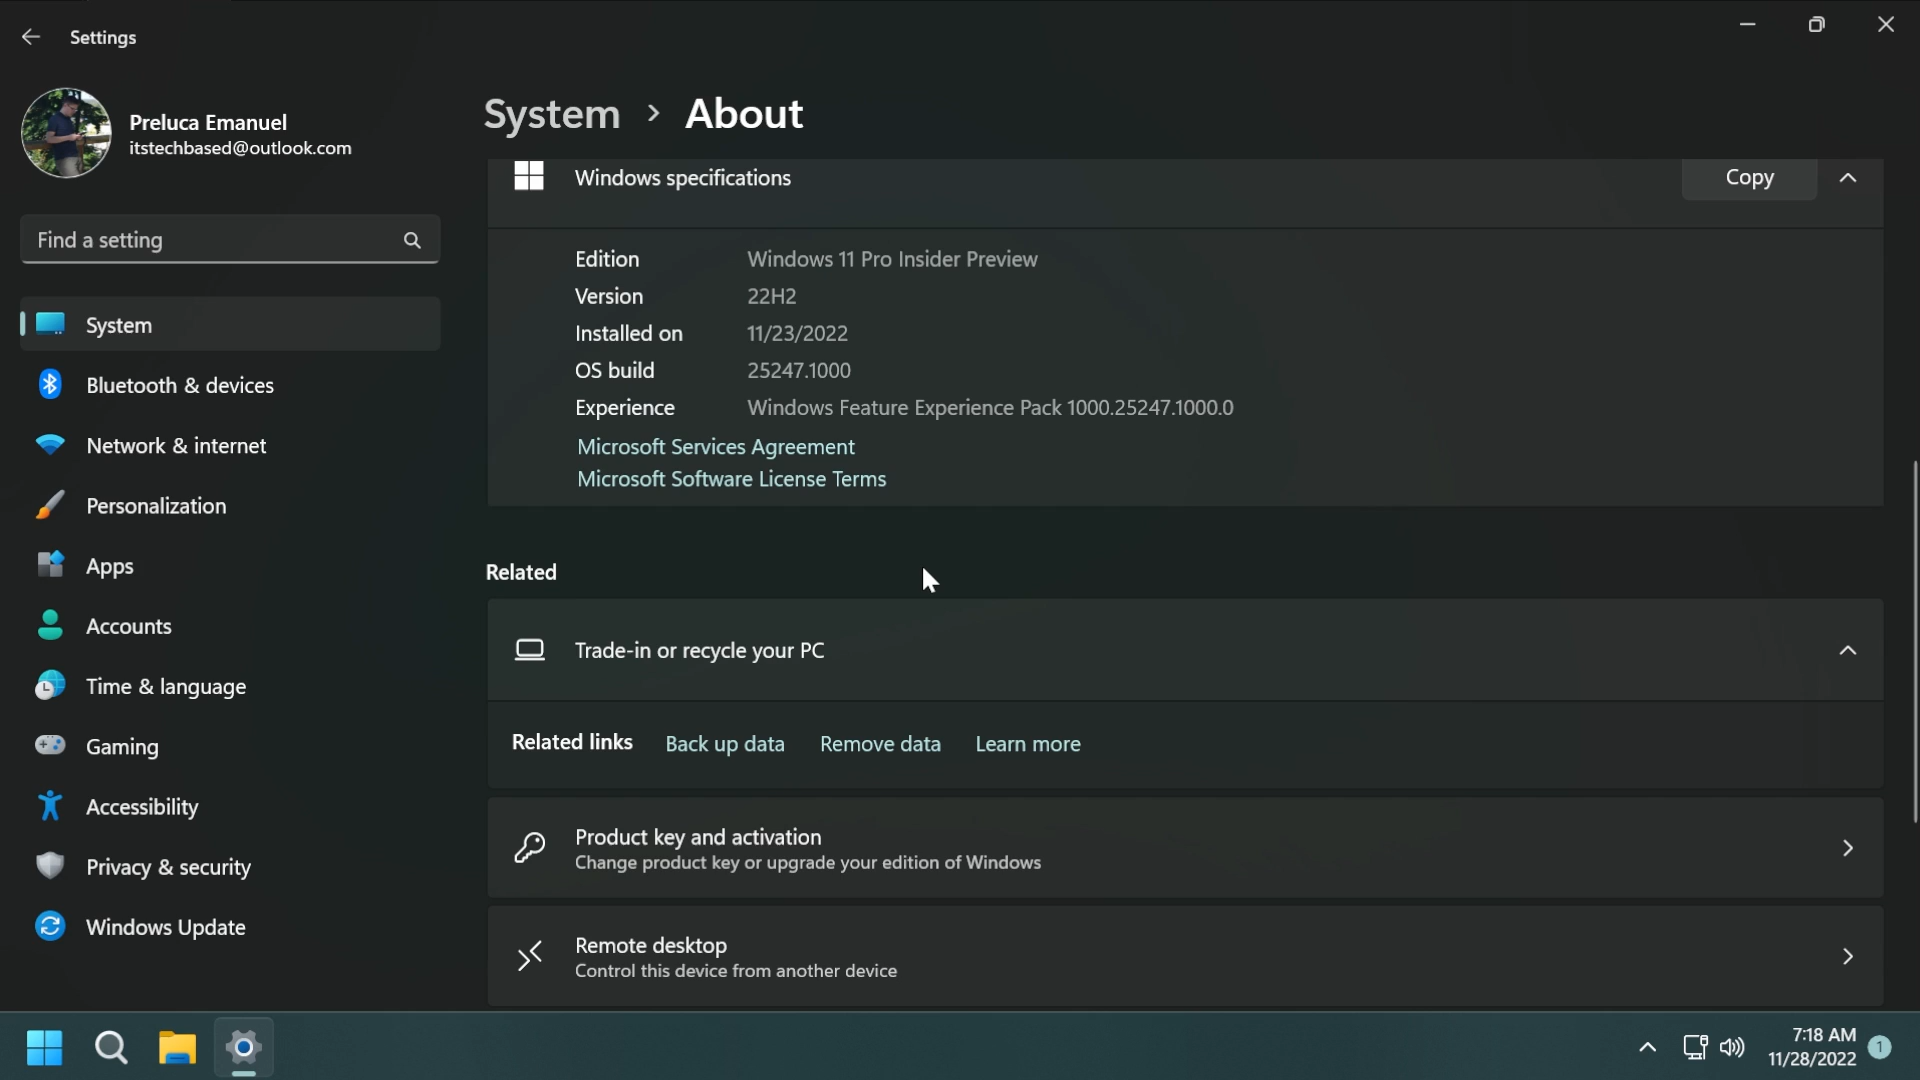 Settings
Preluca Emanuel
itstechbased@outlook.com
Find a setting
System
Bluetooth & devices
Network & internet
Personalization
Apps
Accounts
Time & language
Gaming
Accessibility
Privacy & security
Windows Update
System > About
Windows specifications Copy
Edition Windows 11 Pro Insider Preview
Version 22H2
Installed on 11/23/2022
OS build 25247.1000
Experience Windows Feature Experience Pack 1000.25247.1000.0
Microsoft Services Agreement
Microsoft Software License Terms
Related
Trade-in or recycle your PC
Related links Back up data Remove data Learn more
Product key and activation
Change product key or upgrade your edition of Windows
Remote desktop
Control this device from another device
7:18 AM
11/28/2022
1